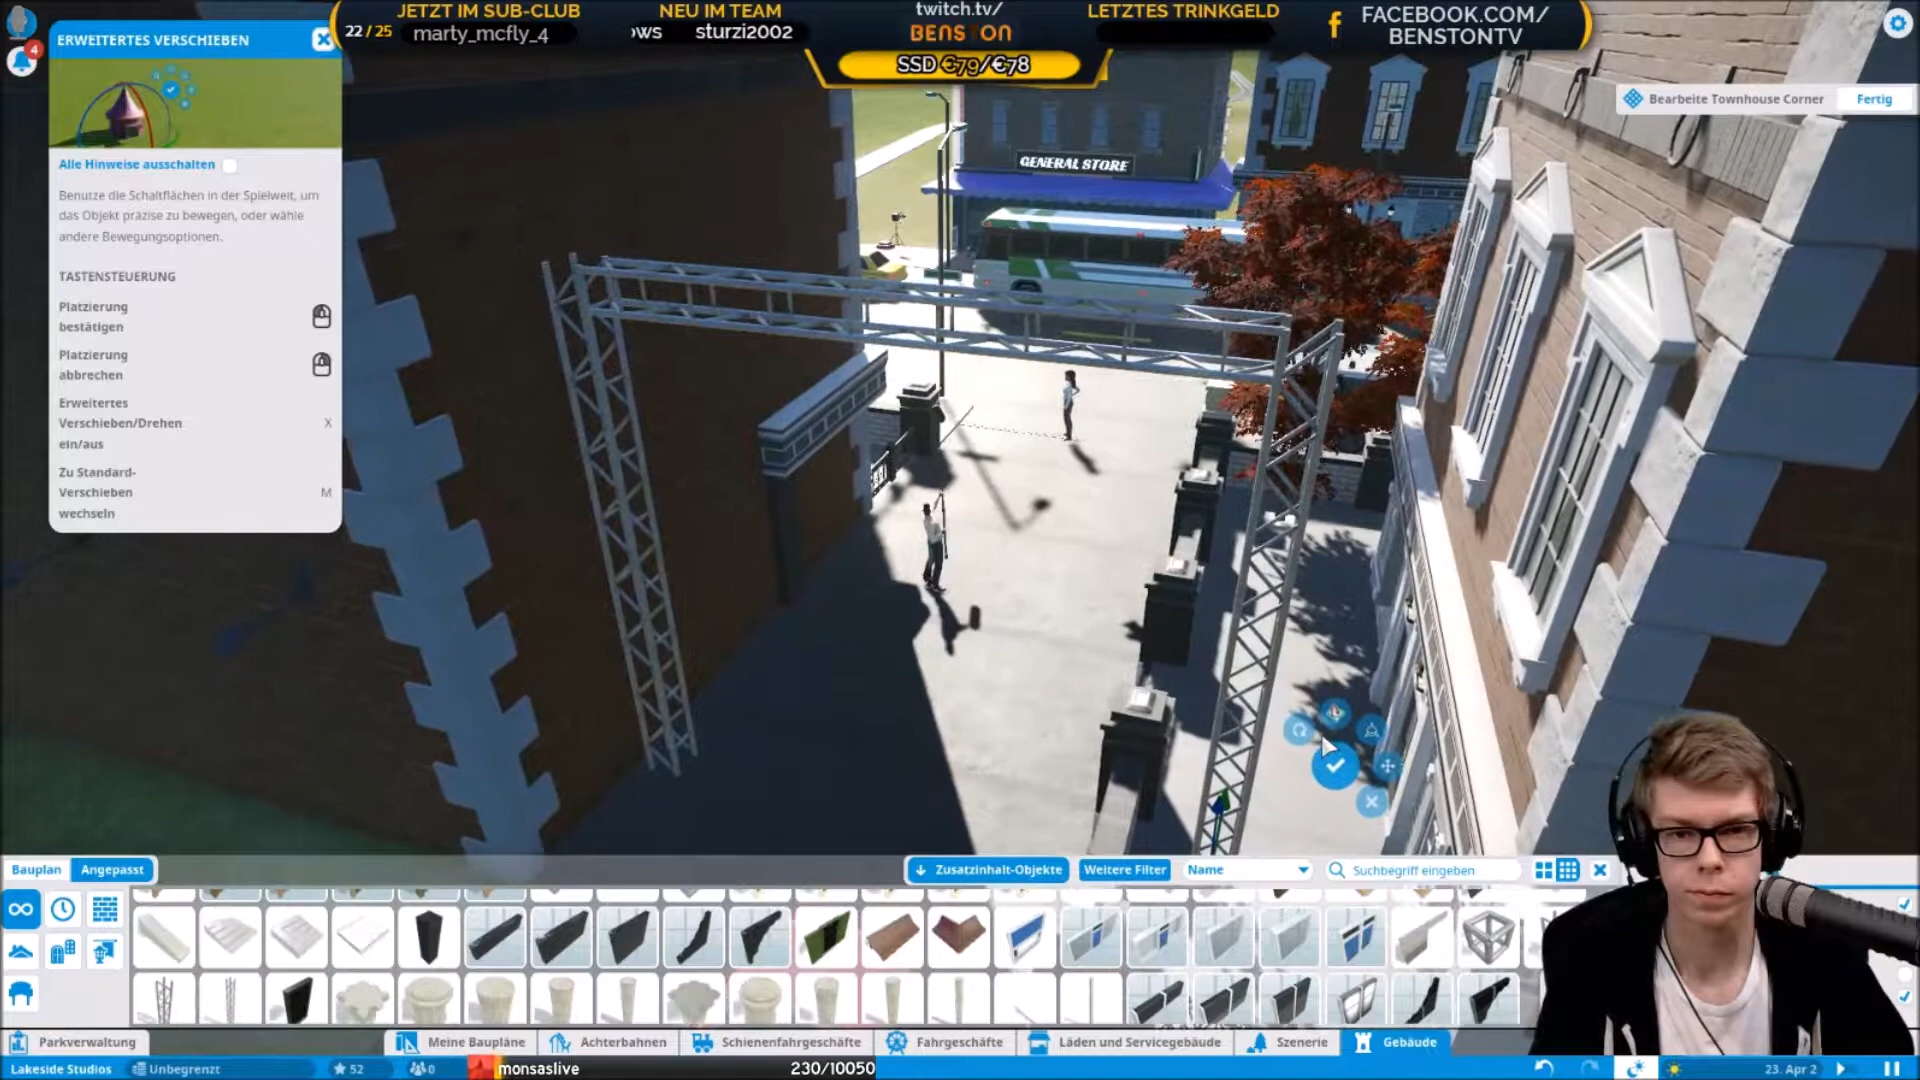 JETZT IM SUB-CLUB
22 / 25 marty_mcfly_4
NEU IM TEAM
ows sturzi2002
twitch.tv/
BENSTON
LETZTES TRINKGELD
FACEBOOK.COM/
BENSTONTV
SSD €79/€78
4
ERWEITERTES VERSCHIEBEN
Alle Hinweise ausschalten
Benutze die Schaltflächen in der Spielwelt, um
das Objekt präzise zu bewegen, oder wähle
andere Bewegungsoptionen.
TASTENSTEUERUNG
Platzierung
bestätigen
Platzierung
abbrechen
Erweitertes
Verschieben/Drehen X
ein/aus
Zu Standard-
Verschieben M
wechseln
Bearbeite Townhouse Corner Fertig
GENERAL STORE
Bauplan Angepasst
Zusatzinhalt-Objekte Weitere Filter Name Suchbegriff eingeben
Parkverwaltung Meine Baupläne Achterbahnen Schienenfahrgeschäfte Fahrgeschäfte Läden und Servicegebäude Szenerie Gebäude
Lakeside Studios Unbegrenzt 52 0 monsaslive 230/10050 23. Apr 2